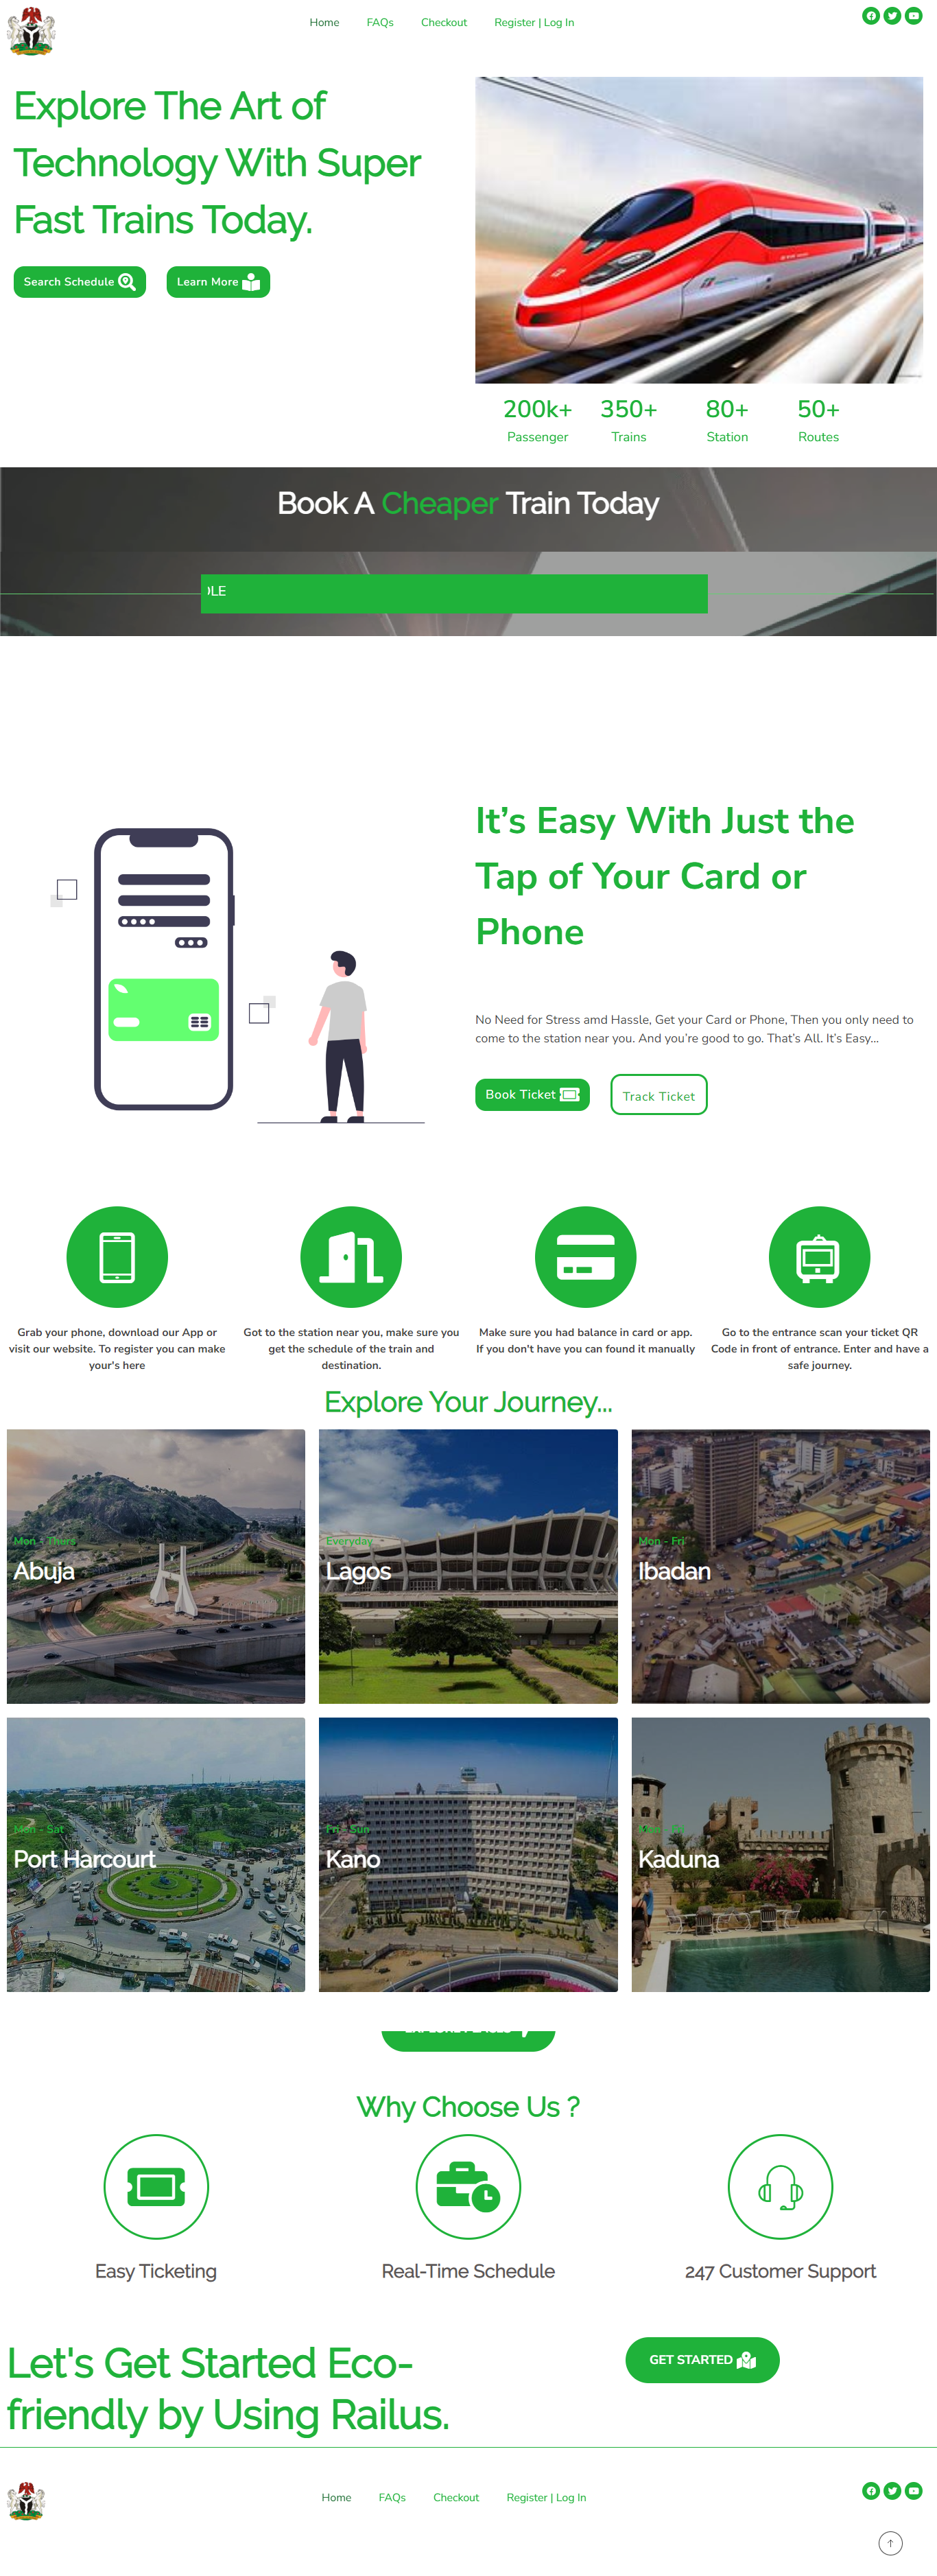 Home FAQs Checkout Register | Log In
Explore The Art of
Technology With Super
Fast Trains Today.
Search Schedule
Learn More
200k+ 350+ 80+ 50+
Passenger Trains Station Routes
Book A Cheaper Train Today
It’s Easy With Just the
Tap of Your Card or
Phone
No Need for Stress amd Hassle, Get your Card or Phone, Then you only need to
come to the station near you. And you’re good to go. That’s All. It’s Easy...
Book Ticket
Track Ticket
Grab your phone, download our App or
visit our website. To register you can make
your's here
Got to the station near you, make sure you
get the schedule of the train and
destination.
Make sure you had balance in card or app.
If you don't have you can found it manually
Go to the entrance scan your ticket QR
Code in front of entrance. Enter and have a
safe journey.
Explore Your Journey...
Mon - Thurs
Abuja
Everyday
Lagos
Mon - Fri
Ibadan
Mon - Sat
Port Harcourt
Fri - Sun
Kano
Kaduna
Why Choose Us ?
Easy Ticketing
Real-Time Schedule
247 Customer Support
Let's Get Started Eco-
friendly by Using Railus.
GET STARTED
Home FAQs Checkout Register | Log In